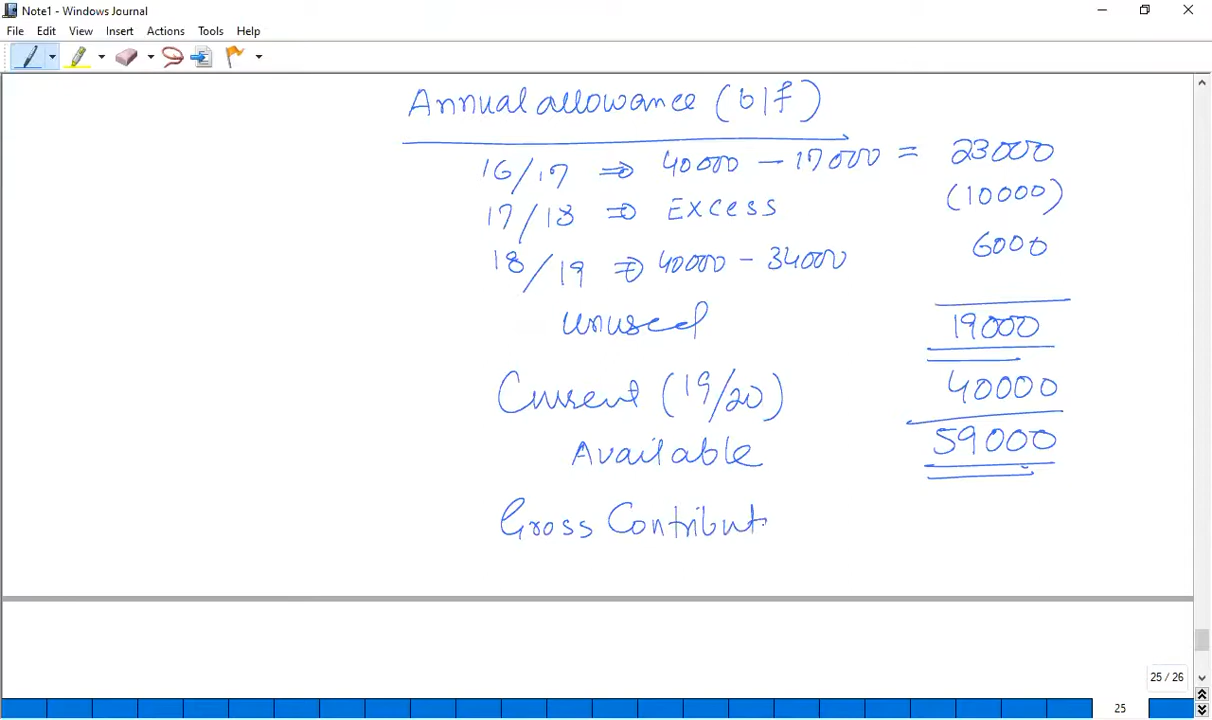 Note1 - Windows Journal
File Edit View Insert Actions Tools Help
Annual allowance (b/f)
16/17 ⇒ 40000 - 17000 = 23000
17/18 ⇒ Excess (10000)
18/19 ⇒ 40000 - 34000 6000
Unused 19000
Current (19/20) 40000
Available 59000
Gross Contribut
25 / 26
25